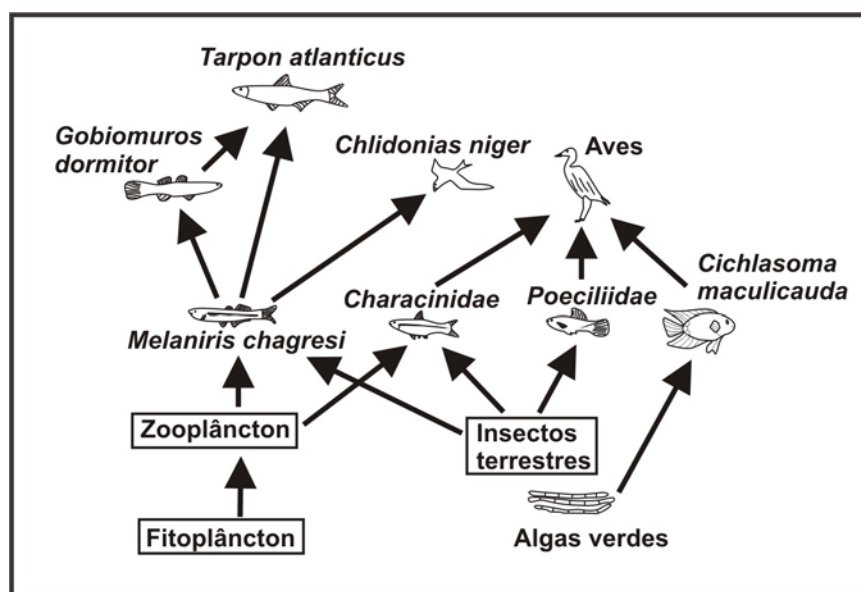 Tarpon atlanticus
Gobiomuros
dormitor
Chlidonias niger
Aves
Cichlasoma
maculicauda
Characinidae
Poeciliidae
Melaniris chagresi
Zooplâncton
Insectos
terrestres
Fitoplâncton
Algas verdes